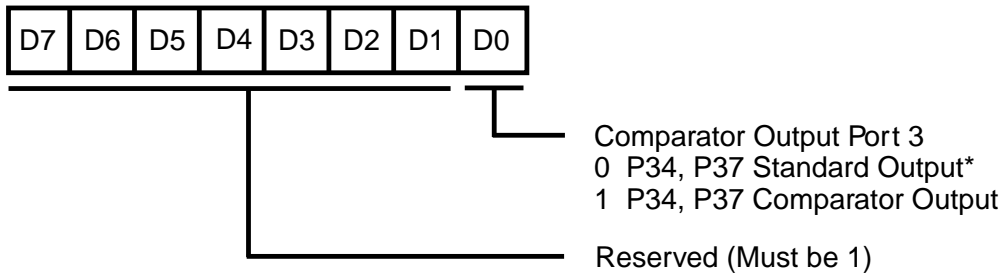 D7 D6 D5 D4 D3 D2 D1 D0
Comparator Output Port 3
0 P34, P37 Standard Output*
1 P34, P37 Comparator Output
Reserved (Must be 1)